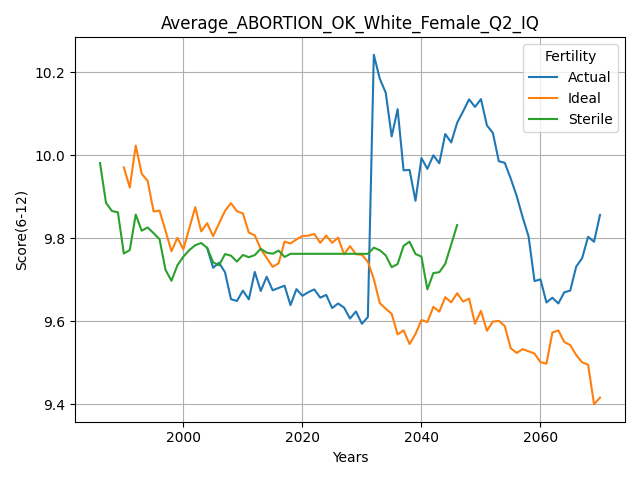 Average_ABORTION_OK_White_Female_Q2_IQ
Fertility
Actual
Ideal
Sterile
Score(6-12)
10.2
10.0
9.8
9.6
9.4
2000
2020
2040
2060
Years